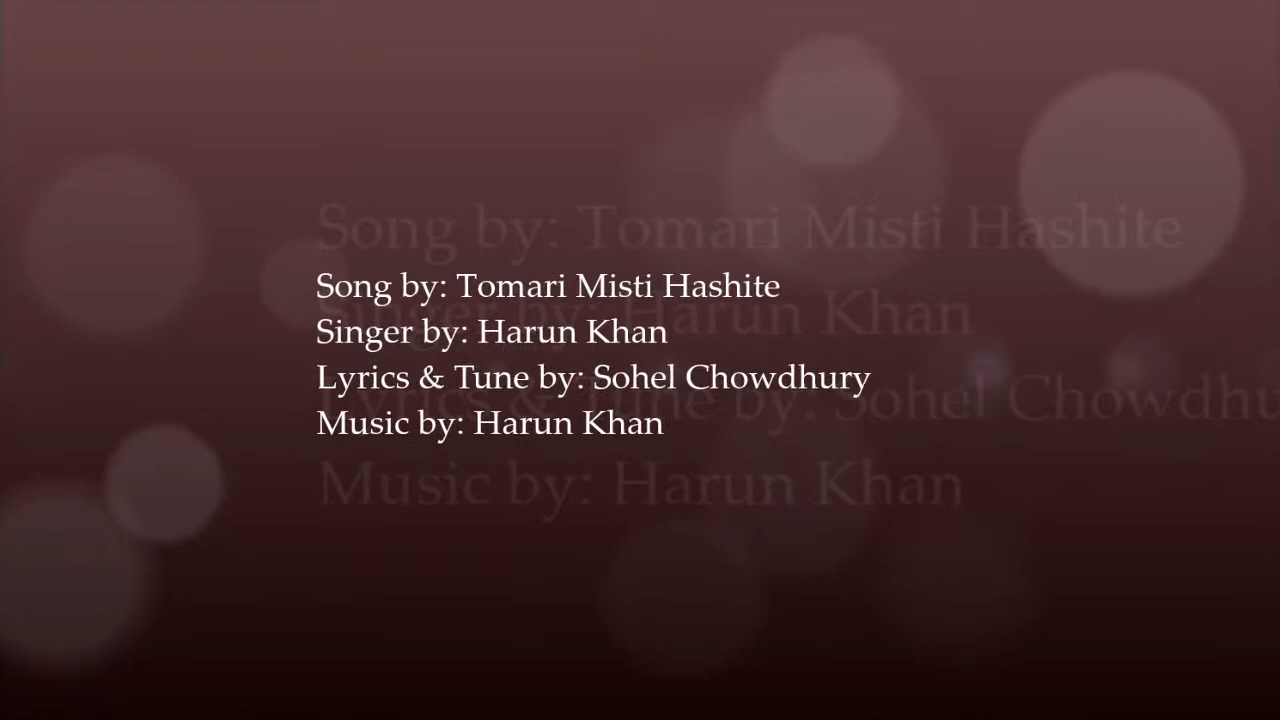 Song by: Tomari Misti Hashite
Singer by: Harun Khan
Lyrics & Tune by: Sohel Chowdhury
Music by: Harun Khan